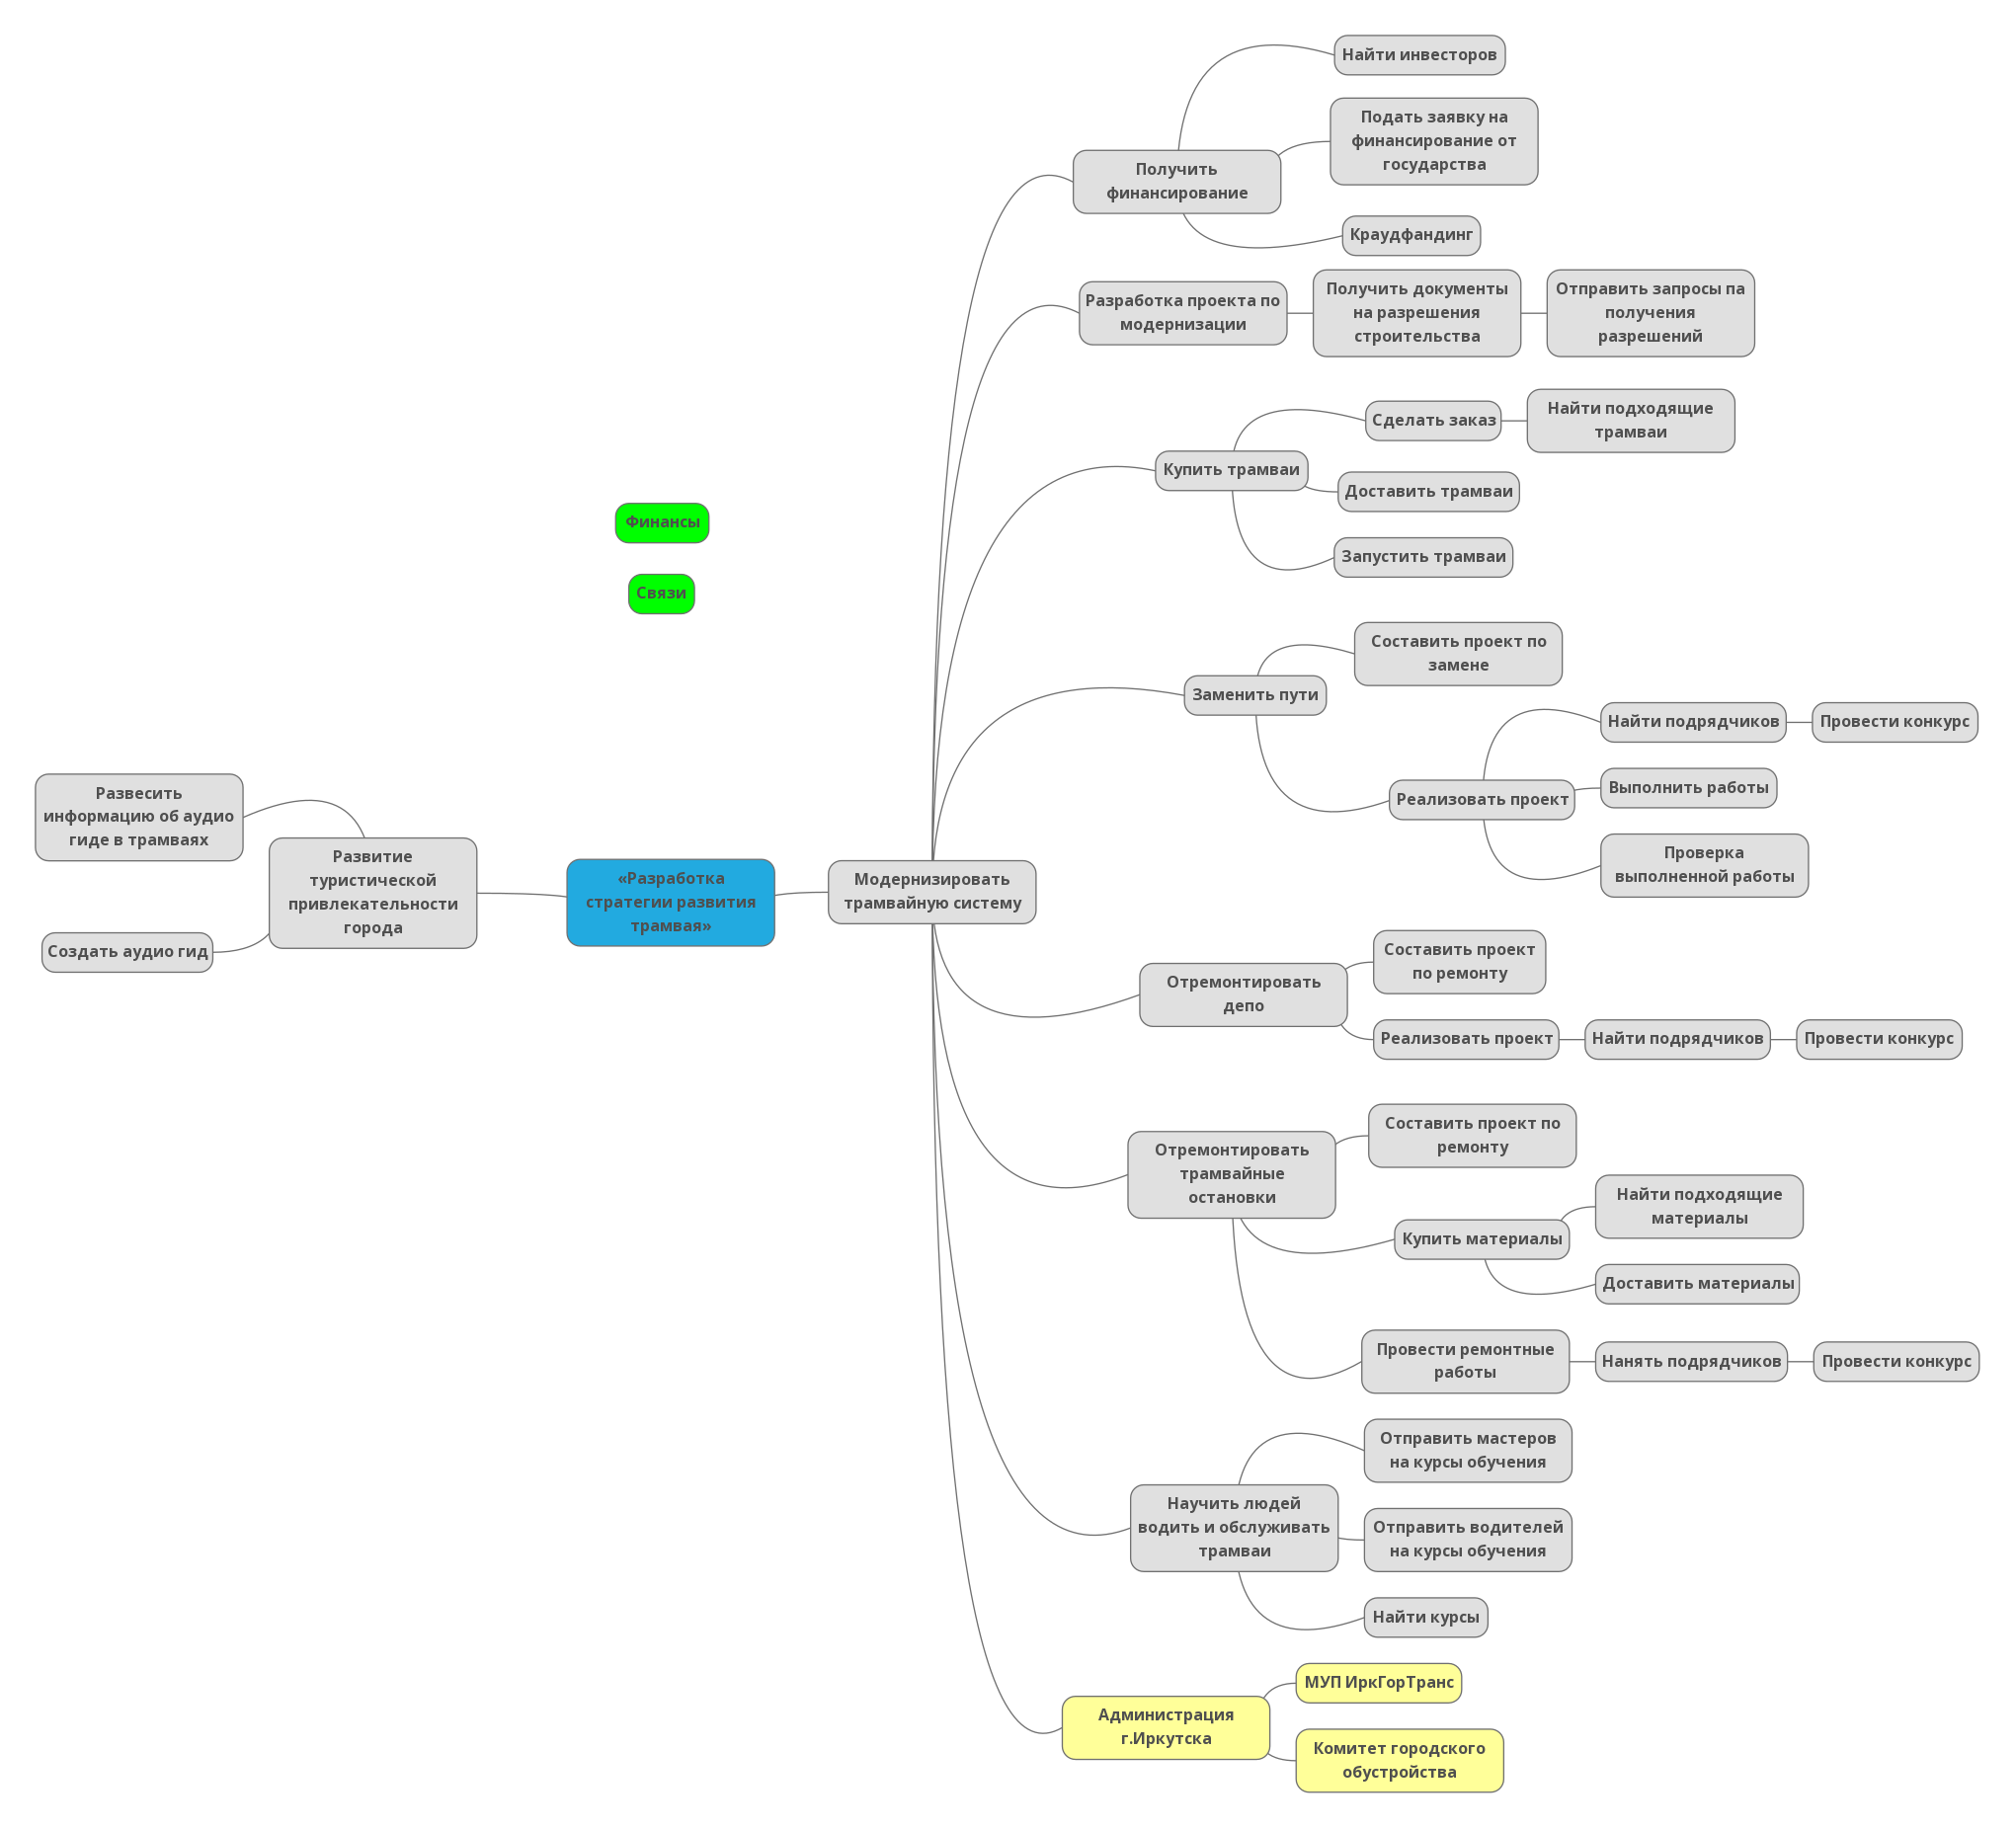 Найти инвесторов
Подать заявку на
финансирование от
государства
Получить
финансирование
Краудфандинг
Разработка проекта по
модернизации
Получить документы
на разрешения
строительства
Отправить запросы па
получения
разрешений
Сделать заказ
Найти подходящие
трамваи
Купить трамваи
Доставить трамваи
Запустить трамваи
Финансы
Связи
Составить проект по
замене
Заменить пути
Найти подрядчиков
Провести конкурс
Реализовать проект
Выполнить работы
Проверка
выполненной работы
Развесить
информацию об аудио
гиде в трамваях
Развитие
туристической
привлекательности
города
Создать аудио гид
«Разработка
стратегии развития
трамвая»
Модернизировать
трамвайную систему
Отремонтировать
депо
Составить проект
по ремонту
Реализовать проект
Найти подрядчиков
Провести конкурс
Отремонтировать
трамвайные
остановки
Составить проект по
ремонту
Купить материалы
Найти подходящие
материалы
Доставить материалы
Провести ремонтные
работы
Нанять подрядчиков
Провести конкурс
Отправить мастеров
на курсы обучения
Научить людей
водить и обслуживать
трамваи
Отправить водителей
на курсы обучения
Найти курсы
Администрация
г.Иркутска
МУП ИркГорТранс
Комитет городского
обустройства